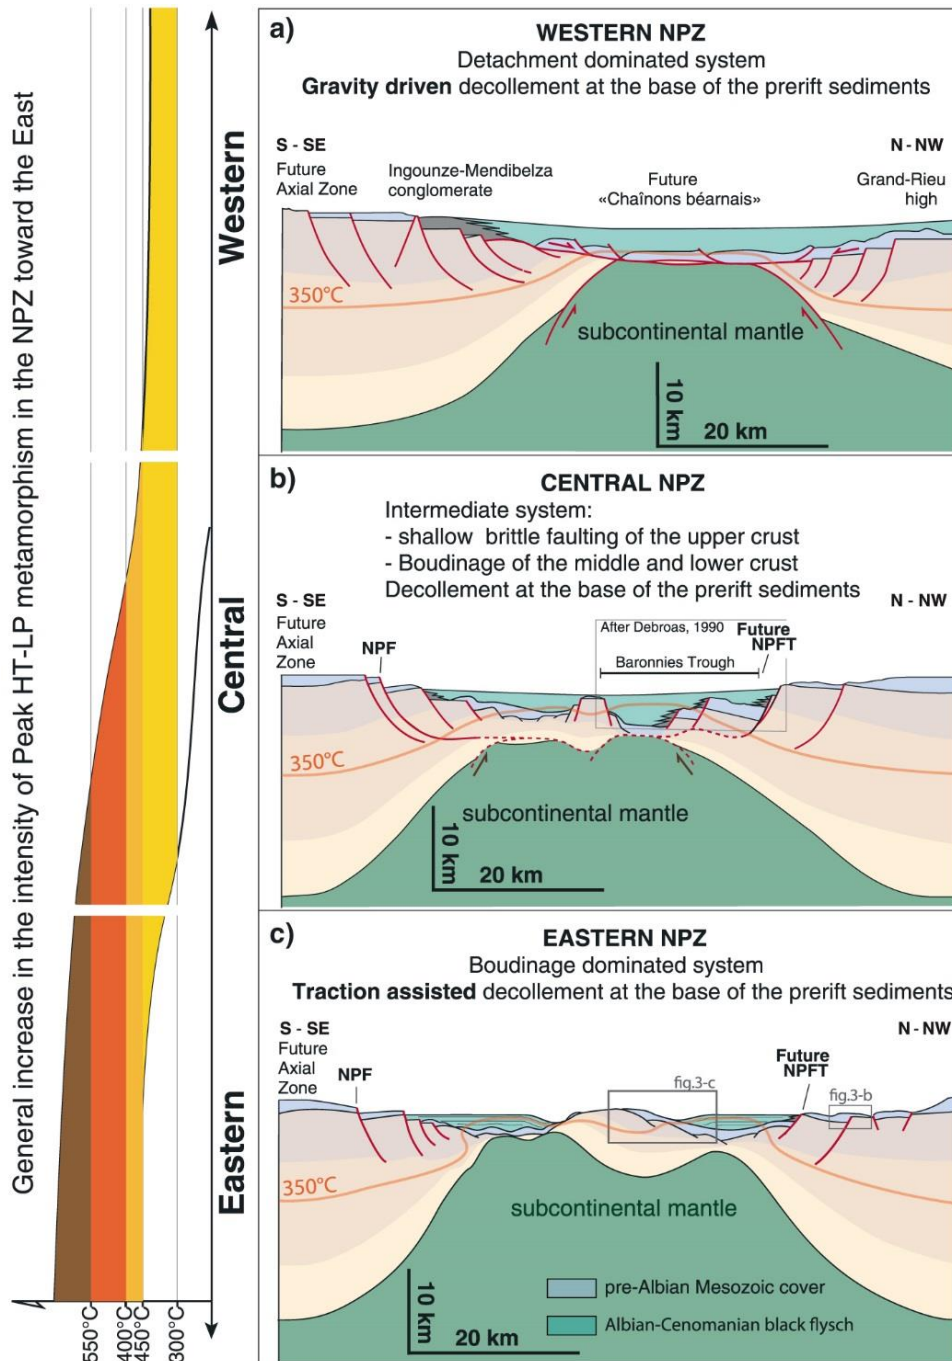 General increase in the intensity of Peak HT-LP metamorphism in the NPZ toward the East
Western
Central
Eastern
550°C
400°C
450°C
300°C
a)
WESTERN NPZ
Detachment dominated system
Gravity driven decollement at the base of the prerift sediments
S - SE
N - NW
Future
Axial Zone
Ingounze-Mendibelza
conglomerate
Future
«Chaînons béarnais»
Grand-Rieu
high
350°C
subcontinental mantle
10 km
20 km
b)
CENTRAL NPZ
Intermediate system:
- shallow brittle faulting of the upper crust
- Boudinage of the middle and lower crust
Decollement at the base of the prerift sediments
S - SE
N - NW
Future
Axial
Zone
NPF
After Debroas, 1990
Baronnies Trough
Future
NPFT
350°C
subcontinental mantle
10 km
20 km
c)
EASTERN NPZ
Boudinage dominated system
Traction assisted decollement at the base of the prerift sediments
S - SE
N - NW
Future
Axial
Zone
NPF
fig.3-c
Future
NPFT
fig.3-b
350°C
subcontinental mantle
10 km
20 km
pre-Albian Mesozoic cover
Albian-Cenomanian black flysch